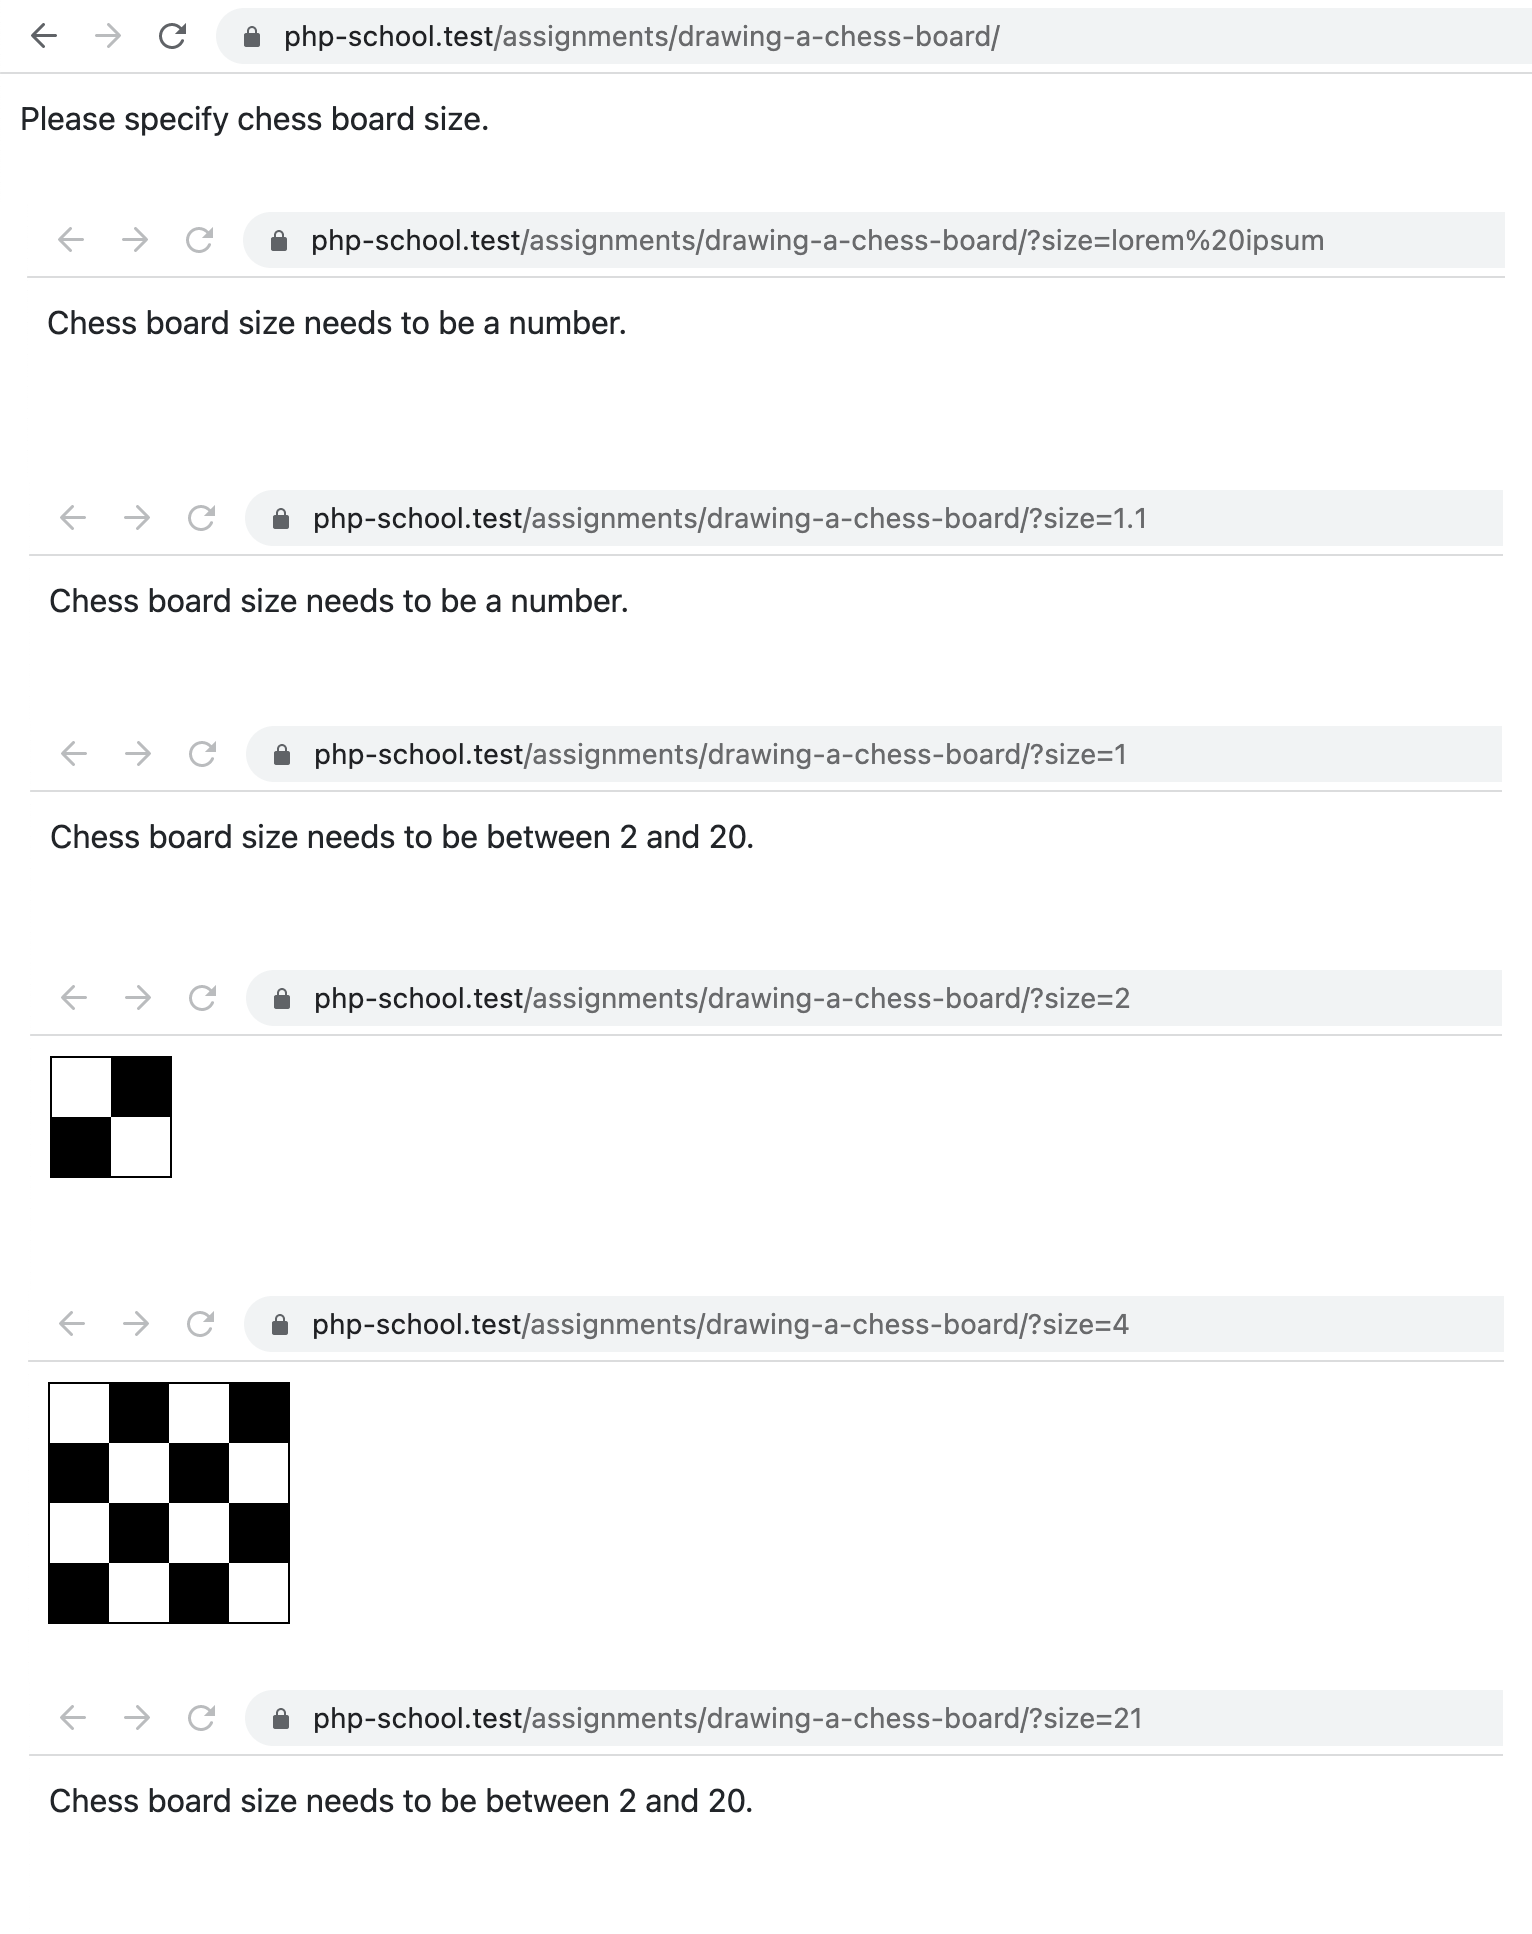 php-school.test/assignments/drawing-a-chess-board/
Please specify chess board size.
php-school.test/assignments/drawing-a-chess-board/?size=lorem%20ipsum
Chess board size needs to be a number.
php-school.test/assignments/drawing-a-chess-board/?size=1.1
Chess board size needs to be a number.
php-school.test/assignments/drawing-a-chess-board/?size=1
Chess board size needs to be between 2 and 20.
php-school.test/assignments/drawing-a-chess-board/?size=2
php-school.test/assignments/drawing-a-chess-board/?size=4
php-school.test/assignments/drawing-a-chess-board/?size=21
Chess board size needs to be between 2 and 20.